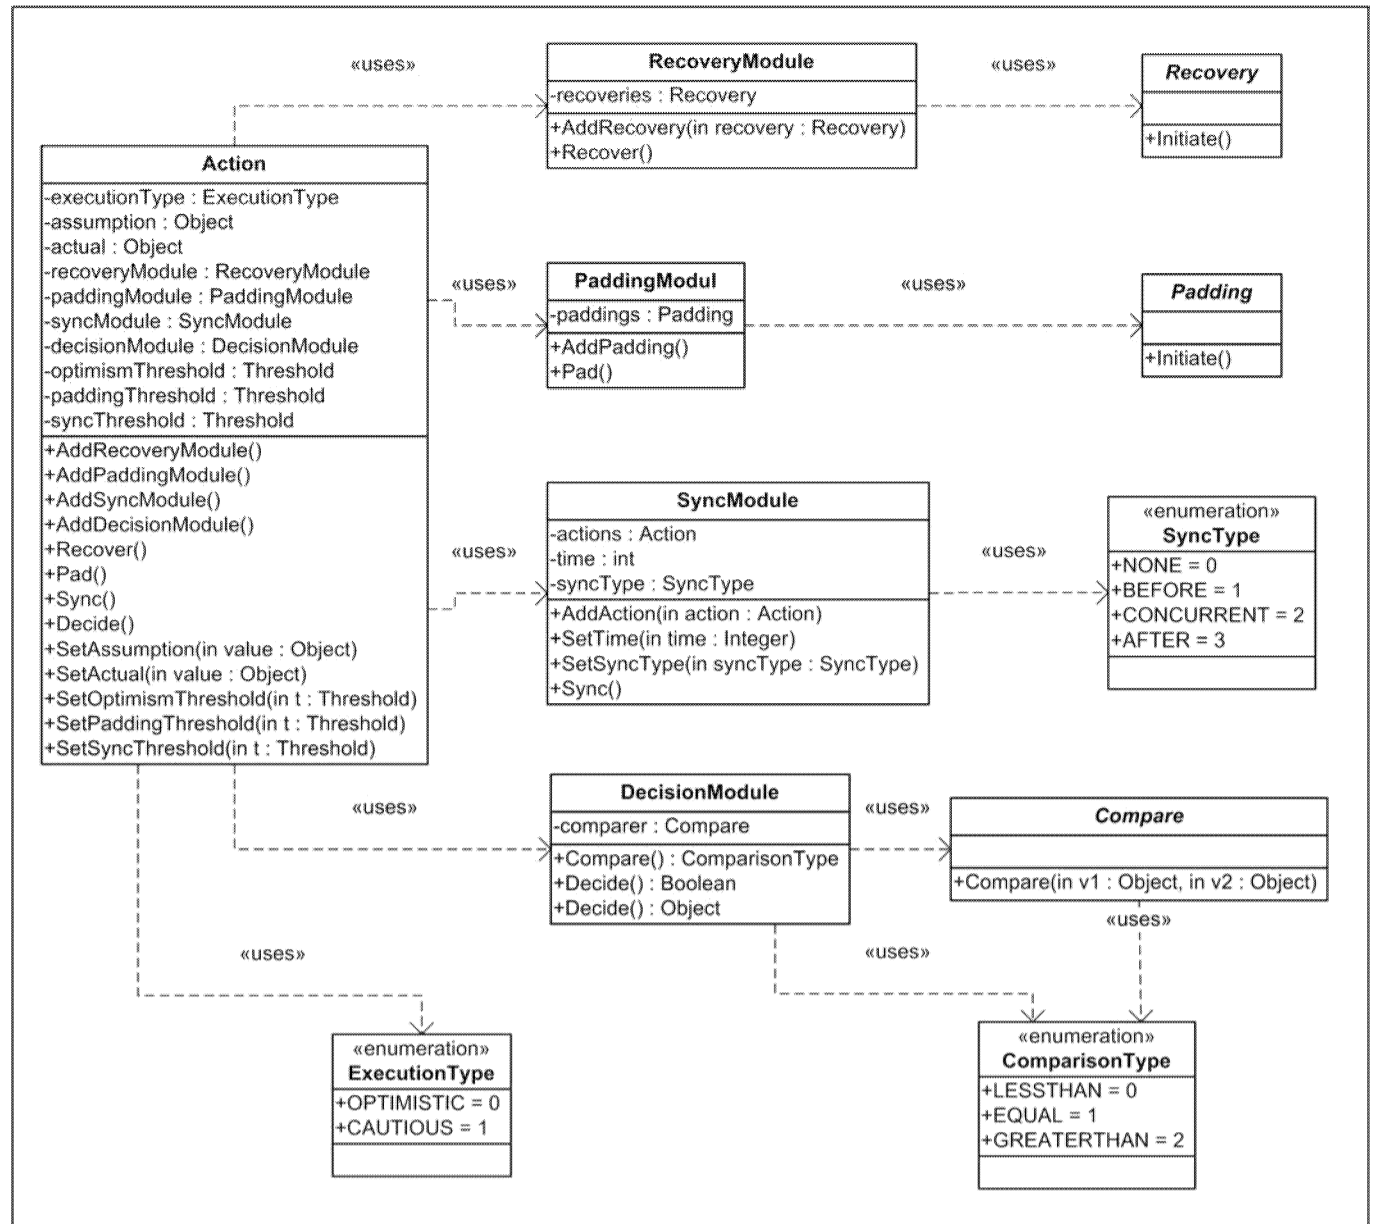 «uses»
RecoveryModule
-recoveries : Recovery
+AddRecovery(in recovery : Recovery)
+Recover()
«uses»
Recovery
+Initiate()
Action
-executionType : ExecutionType
-assumption : Object
-actual : Object
-recoveryModule : RecoveryModule
-paddingModule : PaddingModule
-syncModule : SyncModule
-decisionModule : DecisionModule
-optimismThreshold : Threshold
-paddingThreshold : Threshold
-syncThreshold : Threshold
+AddRecoveryModule()
+AddPaddingModule()
+AddSyncModule()
+AddDecisionModule()
+Recover()
+Pad()
+Sync()
+Decide()
+SetAssumption(in value : Object)
+SetActual(in value : Object)
+SetOptimismThreshold(in t : Threshold)
+SetPaddingThreshold(in t : Threshold)
+SetSyncThreshold(in t : Threshold)
«uses»
PaddingModul
-paddings : Padding
+AddPadding()
+Pad()
«uses»
Padding
+Initiate()
«uses»
SyncModule
-actions : Action
-time : int
-syncType : SyncType
+AddAction(in action : Action)
+SetTime(in time : Integer)
+SetSyncType(in syncType : SyncType)
+Sync()
«uses»
«enumeration»
SyncType
+NONE = 0
+BEFORE = 1
+CONCURRENT = 2
+AFTER = 3
«uses»
DecisionModule
-comparer : Compare
+Compare() : ComparisonType
+Decide() : Boolean
+Decide() : Object
«uses»
Compare
+Compare(in v1 : Object, in v2 : Object)
«uses»
«uses»
«uses»
«enumeration»
ExecutionType
+OPTIMISTIC = 0
+CAUTIOUS = 1
«enumeration»
ComparisonType
+LESSTHAN = 0
+EQUAL = 1
+GREATERTHAN = 2